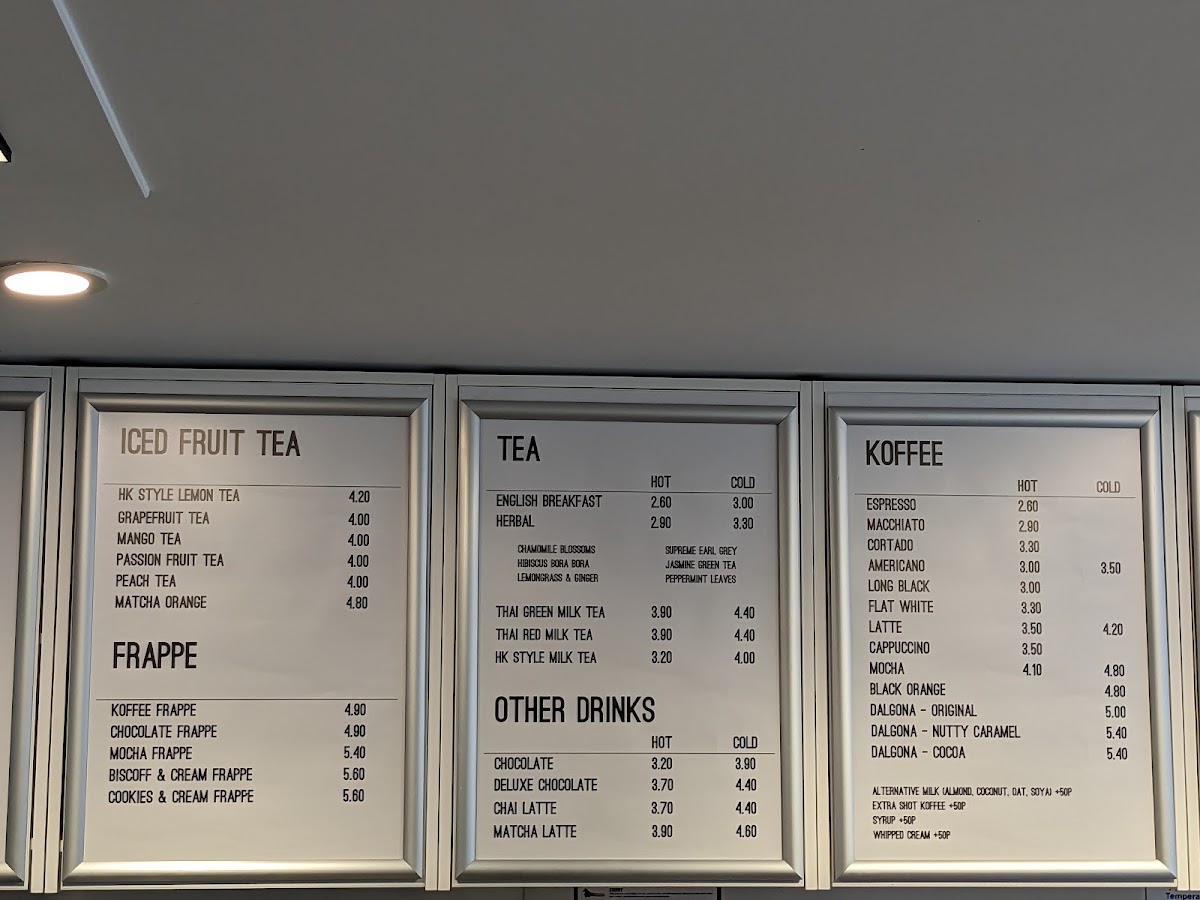 ICED FRUIT TEA
HK STYLE LEMON TEA 4.20
GRAPEFRUIT TEA 4.00
MANGO TEA 4.00
PASSION FRUIT TEA 4.00
PEACH TEA 4.00
MATCHA ORANGE 4.80
FRAPPE
KOFFEE FRAPPE 4.90
CHOCOLATE FRAPPE 4.90
MOCHA FRAPPE 5.40
BISCOFF & CREAM FRAPPE 5.60
COOKIES & CREAM FRAPPE 5.60
TEA
HOT COLD
ENGLISH BREAKFAST 2.60 3.00
HERBAL 2.90 3.30
CHAMOMILE BLOSSOMS SUPREME EARL GREY
HIBISCUS BORA BORA JASMINE GREEN TEA
LEMONGRASS & GINGER PEPPERMINT LEAVES
THAI GREEN MILK TEA 3.90 4.40
THAI RED MILK TEA 3.90 4.40
HK STYLE MILK TEA 3.20 4.00
OTHER DRINKS
HOT COLD
CHOCOLATE 3.20 3.90
DELUXE CHOCOLATE 3.70 4.40
CHAI LATTE 3.70 4.40
MATCHA LATTE 3.90 4.60
KOFFEE
HOT COLD
ESPRESSO 2.60
MACCHIATO 2.90
CORTADO 3.30
AMERICANO 3.00 3.50
LONG BLACK 3.00
FLAT WHITE 3.30
LATTE 3.50 4.20
CAPPUCCINO 3.50
MOCHA 4.10 4.80
BLACK ORANGE 4.80
DALGONA - ORIGINAL 5.00
DALGONA - NUTTY CARAMEL 5.40
DALGONA - COCOA 5.40
ALTERNATIVE MILK (ALMOND, COCONUT, OAT, SOYA) +50P
EXTRA SHOT KOFFEE +50P
SYRUP +50P
WHIPPED CREAM +50P